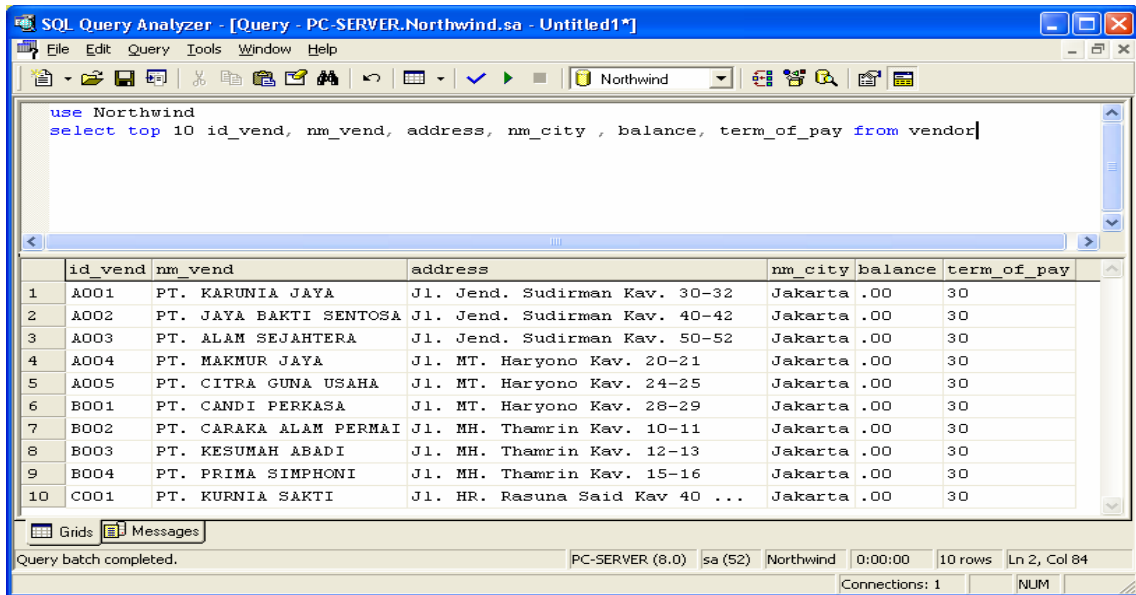 SQL Query Analyzer - [Query - PC-SERVER.Northwind.sa - Untitled1*]
File Edit Query Tools Window Help
Northwind
use Northwind
select top 10 id_vend, nm_vend, address, nm_city , balance, term_of_pay from vendor
id_vend nm_vend address nm_city balance term_of_pay
1 A001 PT. KARUNIA JAYA Jl. Jend. Sudirman Kav. 30-32 Jakarta .00 30
2 A002 PT. JAYA BAKTI SENTOSA Jl. Jend. Sudirman Kav. 40-42 Jakarta .00 30
3 A003 PT. ALAM SEJAHTERA Jl. Jend. Sudirman Kav. 50-52 Jakarta .00 30
4 A004 PT. MAKMUR JAYA Jl. MT. Haryono Kav. 20-21 Jakarta .00 30
5 A005 PT. CITRA GUNA USAHA Jl. MT. Haryono Kav. 24-25 Jakarta .00 30
6 B001 PT. CANDI PERKASA Jl. MT. Haryono Kav. 28-29 Jakarta .00 30
7 B002 PT. CARAKA ALAM PERMAI Jl. MH. Thamrin Kav. 10-11 Jakarta .00 30
8 B003 PT. KESUMAH ABADI Jl. MH. Thamrin Kav. 12-13 Jakarta .00 30
9 B004 PT. PRIMA SIMPHONI Jl. MH. Thamrin Kav. 15-16 Jakarta .00 30
10 C001 PT. KURNIA SAKTI Jl. HR. Rasuna Said Kav 40 ... Jakarta .00 30
Grids Messages
Query batch completed. PC-SERVER (8.0) sa (52) Northwind 0:00:00 10 rows Ln 2, Col 84
Connections: 1 NUM